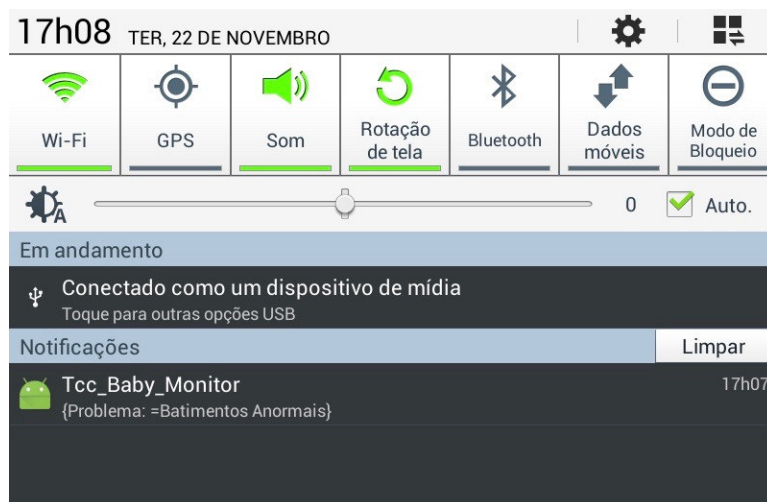 17h08 TER, 22 DE NOVEMBRO
Wi-Fi GPS Som Rotação de tela Bluetooth Dados móveis Modo de Bloqueio
A 0 Auto.
Em andamento
Conectado como um dispositivo de mídia
Toque para outras opções USB
Notificações Limpar
Tcc_Baby_Monitor 17h07
{Problema: =Batimentos Anormais}